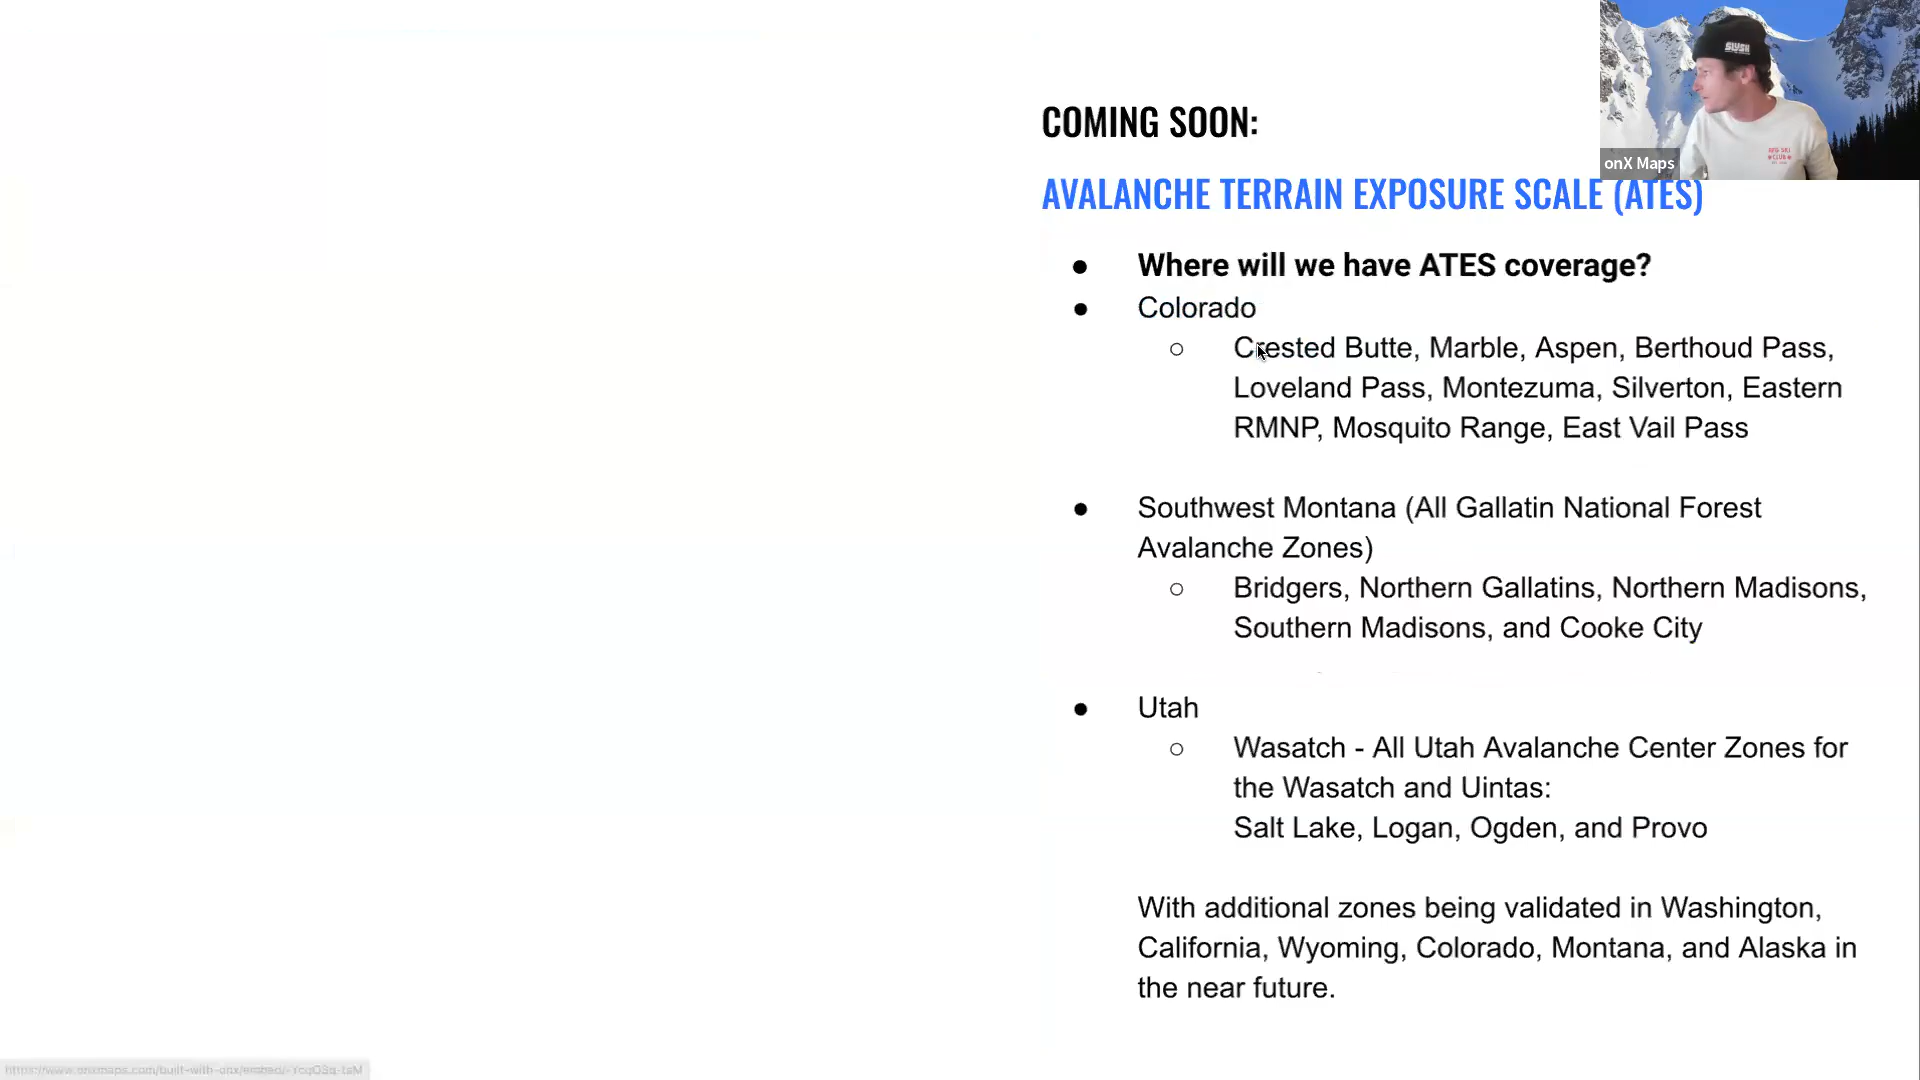 SLUSH
COMING SOON:
onX Maps
AVALANCHE TERRAIN EXPOSURE SCALE (ATES)
● Where will we have ATES coverage?
● Colorado
○ Crested Butte, Marble, Aspen, Berthoud Pass,
Loveland Pass, Montezuma, Silverton, Eastern
RMNP, Mosquito Range, East Vail Pass
● Southwest Montana (All Gallatin National Forest
Avalanche Zones)
○ Bridgers, Northern Gallatins, Northern Madisons,
Southern Madisons, and Cooke City
● Utah
○ Wasatch - All Utah Avalanche Center Zones for
the Wasatch and Uintas:
Salt Lake, Logan, Ogden, and Provo
With additional zones being validated in Washington,
California, Wyoming, Colorado, Montana, and Alaska in
the near future.